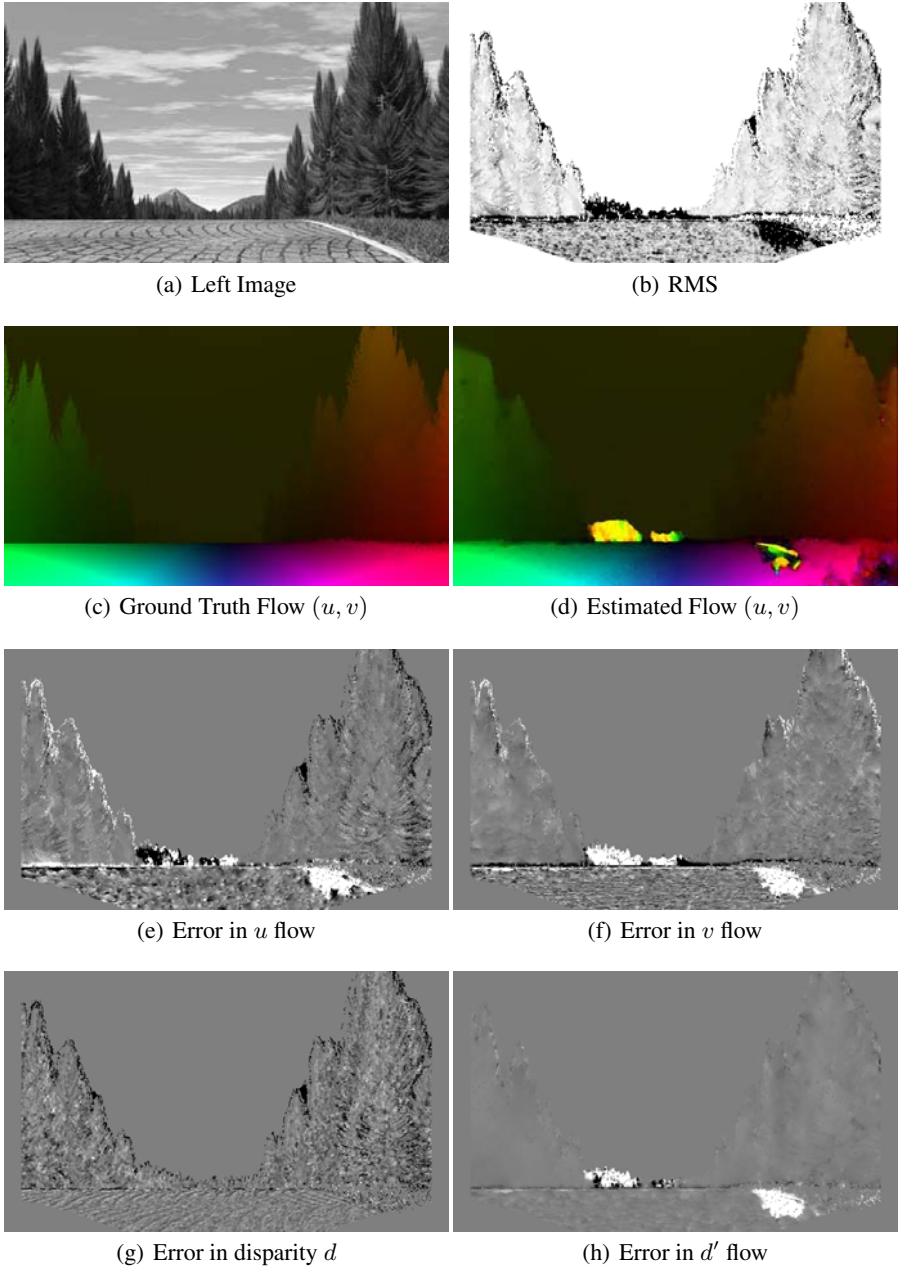 (a) Left Image
(b) RMS
(c) Ground Truth Flow (u, v)
(d) Estimated Flow (u, v)
(e) Error in u flow
(f) Error in v flow
(g) Error in disparity d
(h) Error in d′ flow